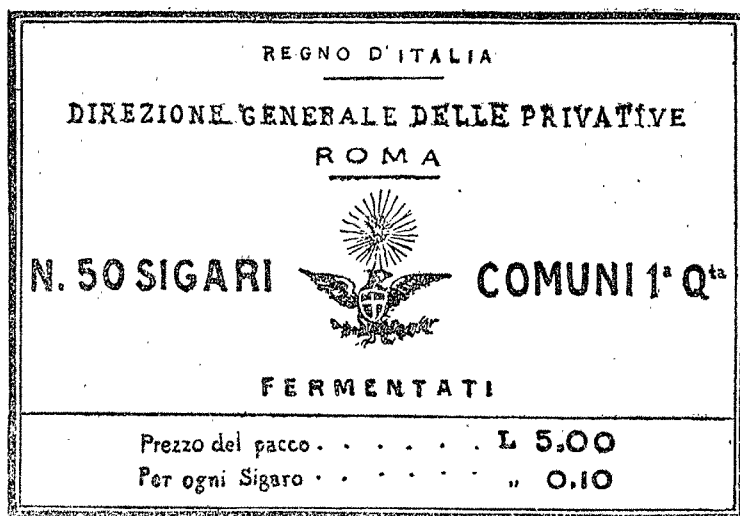 REGNO D'ITALIA
DIREZIONE GENERALE DELLE PRIVATIVE
ROMA
N. 50 SIGARI COMUNI 1ª Qta
FERMENTATI
Prezzo del pacco . . . . . . L 5,00
Per ogni Sigaro . . . . . . „ 0,10